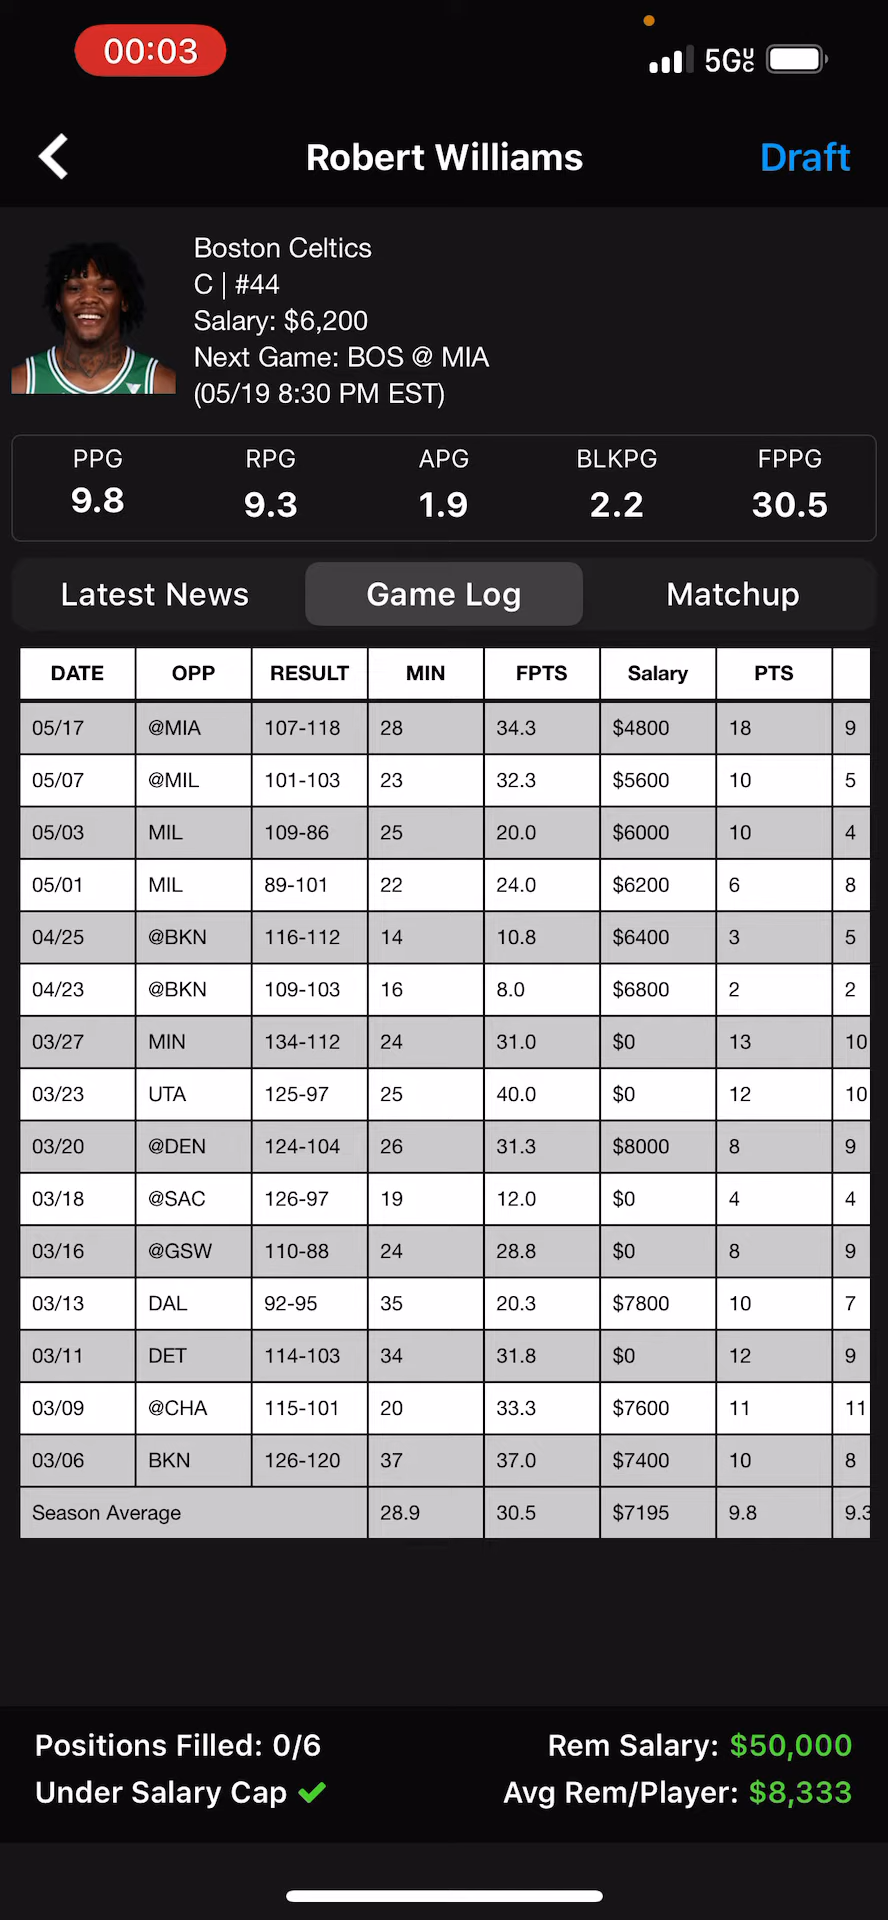 00:03
5G UC
Robert Williams
Draft
Boston Celtics
C | #44
Salary: $6,200
Next Game: BOS @ MIA
(05/19 8:30 PM EST)
PPG RPG APG BLKPG FPPG
9.8 9.3 1.9 2.2 30.5
Latest News Game Log Matchup
DATE OPP RESULT MIN FPTS Salary PTS
05/17 @MIA 107-118 28 34.3 $4800 18 9
05/07 @MIL 101-103 23 32.3 $5600 10 5
05/03 MIL 109-86 25 20.0 $6000 10 4
05/01 MIL 89-101 22 24.0 $6200 6 8
04/25 @BKN 116-112 14 10.8 $6400 3 5
04/23 @BKN 109-103 16 8.0 $6800 2 2
03/27 MIN 134-112 24 31.0 $0 13 10
03/23 UTA 125-97 25 40.0 $0 12 10
03/20 @DEN 124-104 26 31.3 $8000 8 9
03/18 @SAC 126-97 19 12.0 $0 4 4
03/16 @GSW 110-88 24 28.8 $0 8 9
03/13 DAL 92-95 35 20.3 $7800 10 7
03/11 DET 114-103 34 31.8 $0 12 9
03/09 @CHA 115-101 20 33.3 $7600 11 11
03/06 BKN 126-120 37 37.0 $7400 10 8
Season Average 28.9 30.5 $7195 9.8 9.3
Positions Filled: 0/6 Rem Salary: $50,000
Under Salary Cap Avg Rem/Player: $8,333